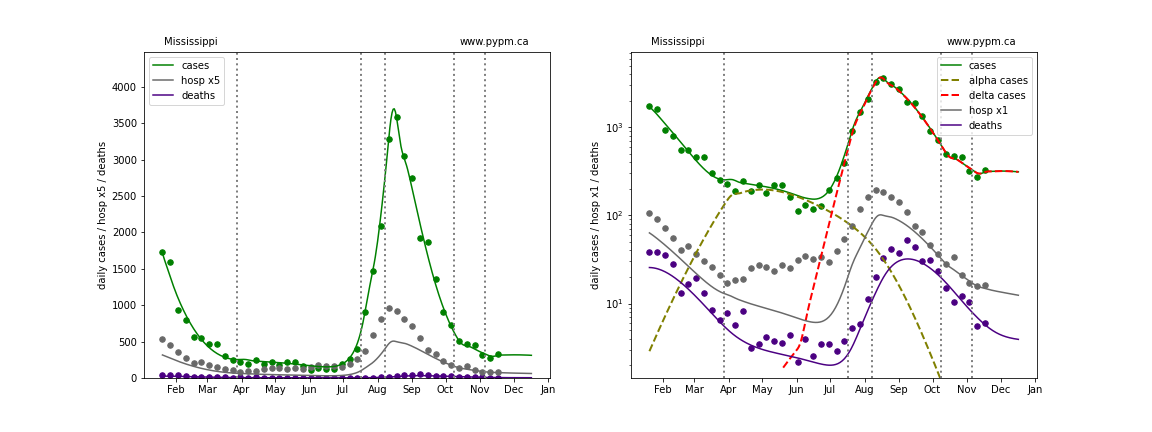 Mississippi www.pypm.ca
cases
hosp x5
deaths
daily cases / hosp x5 / deaths
4000
3500
3000
2500
2000
1500
1000
500
0
Feb Mar Apr May Jun Jul Aug Sep Oct Nov Dec Jan
Mississippi www.pypm.ca
cases
alpha cases
delta cases
hosp x1
deaths
daily cases / hosp x1 / deaths
10³
10²
10¹
Feb Mar Apr May Jun Jul Aug Sep Oct Nov Dec Jan